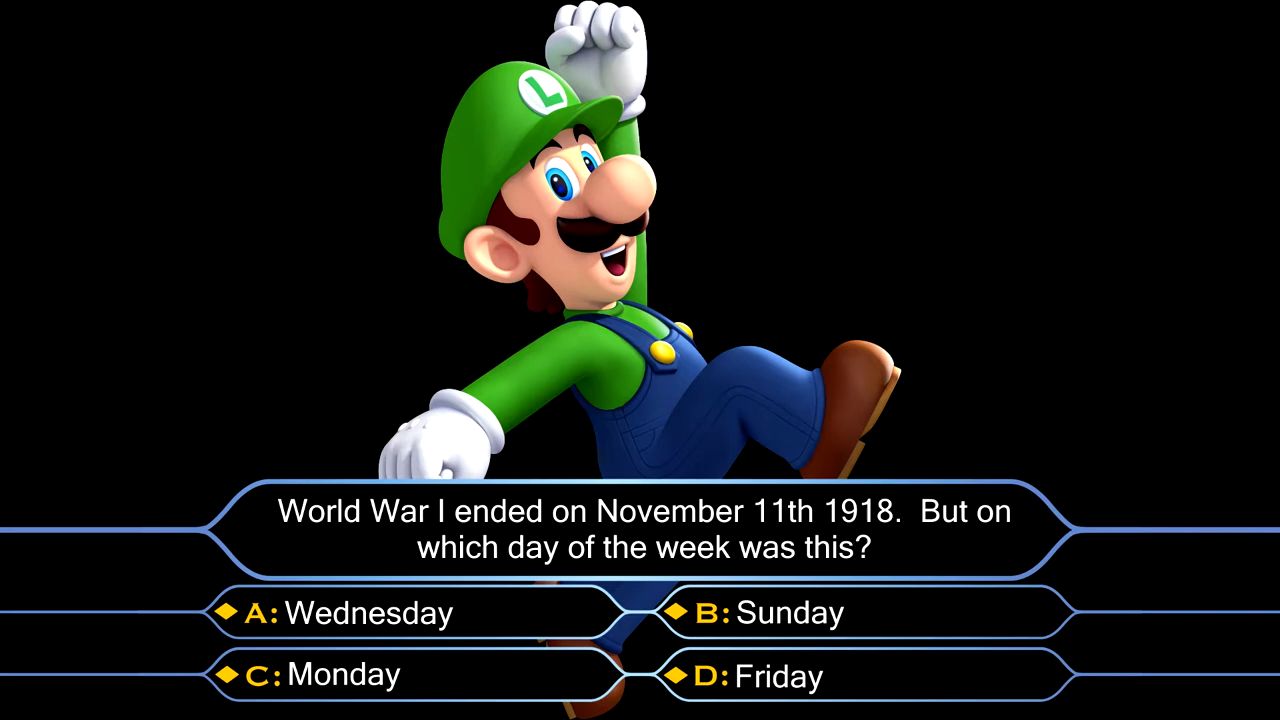 L
World War I ended on November 11th 1918.  But on
which day of the week was this?
A: Wednesday
B: Sunday
C: Monday
D: Friday